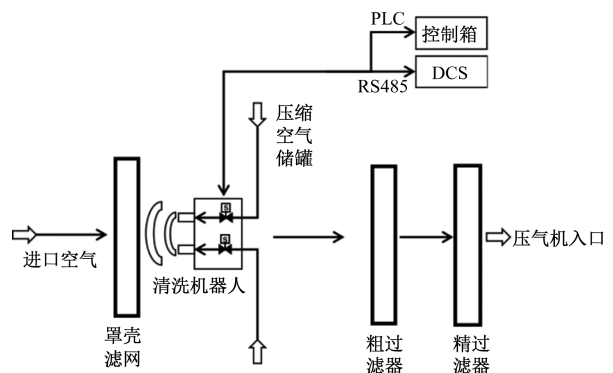 PLC
控制箱
DCS
RS485
压缩
空气
储罐
S
S
进口空气
清洗机器人
压气机入口
罩壳
滤网
粗过
滤器
精过
滤器